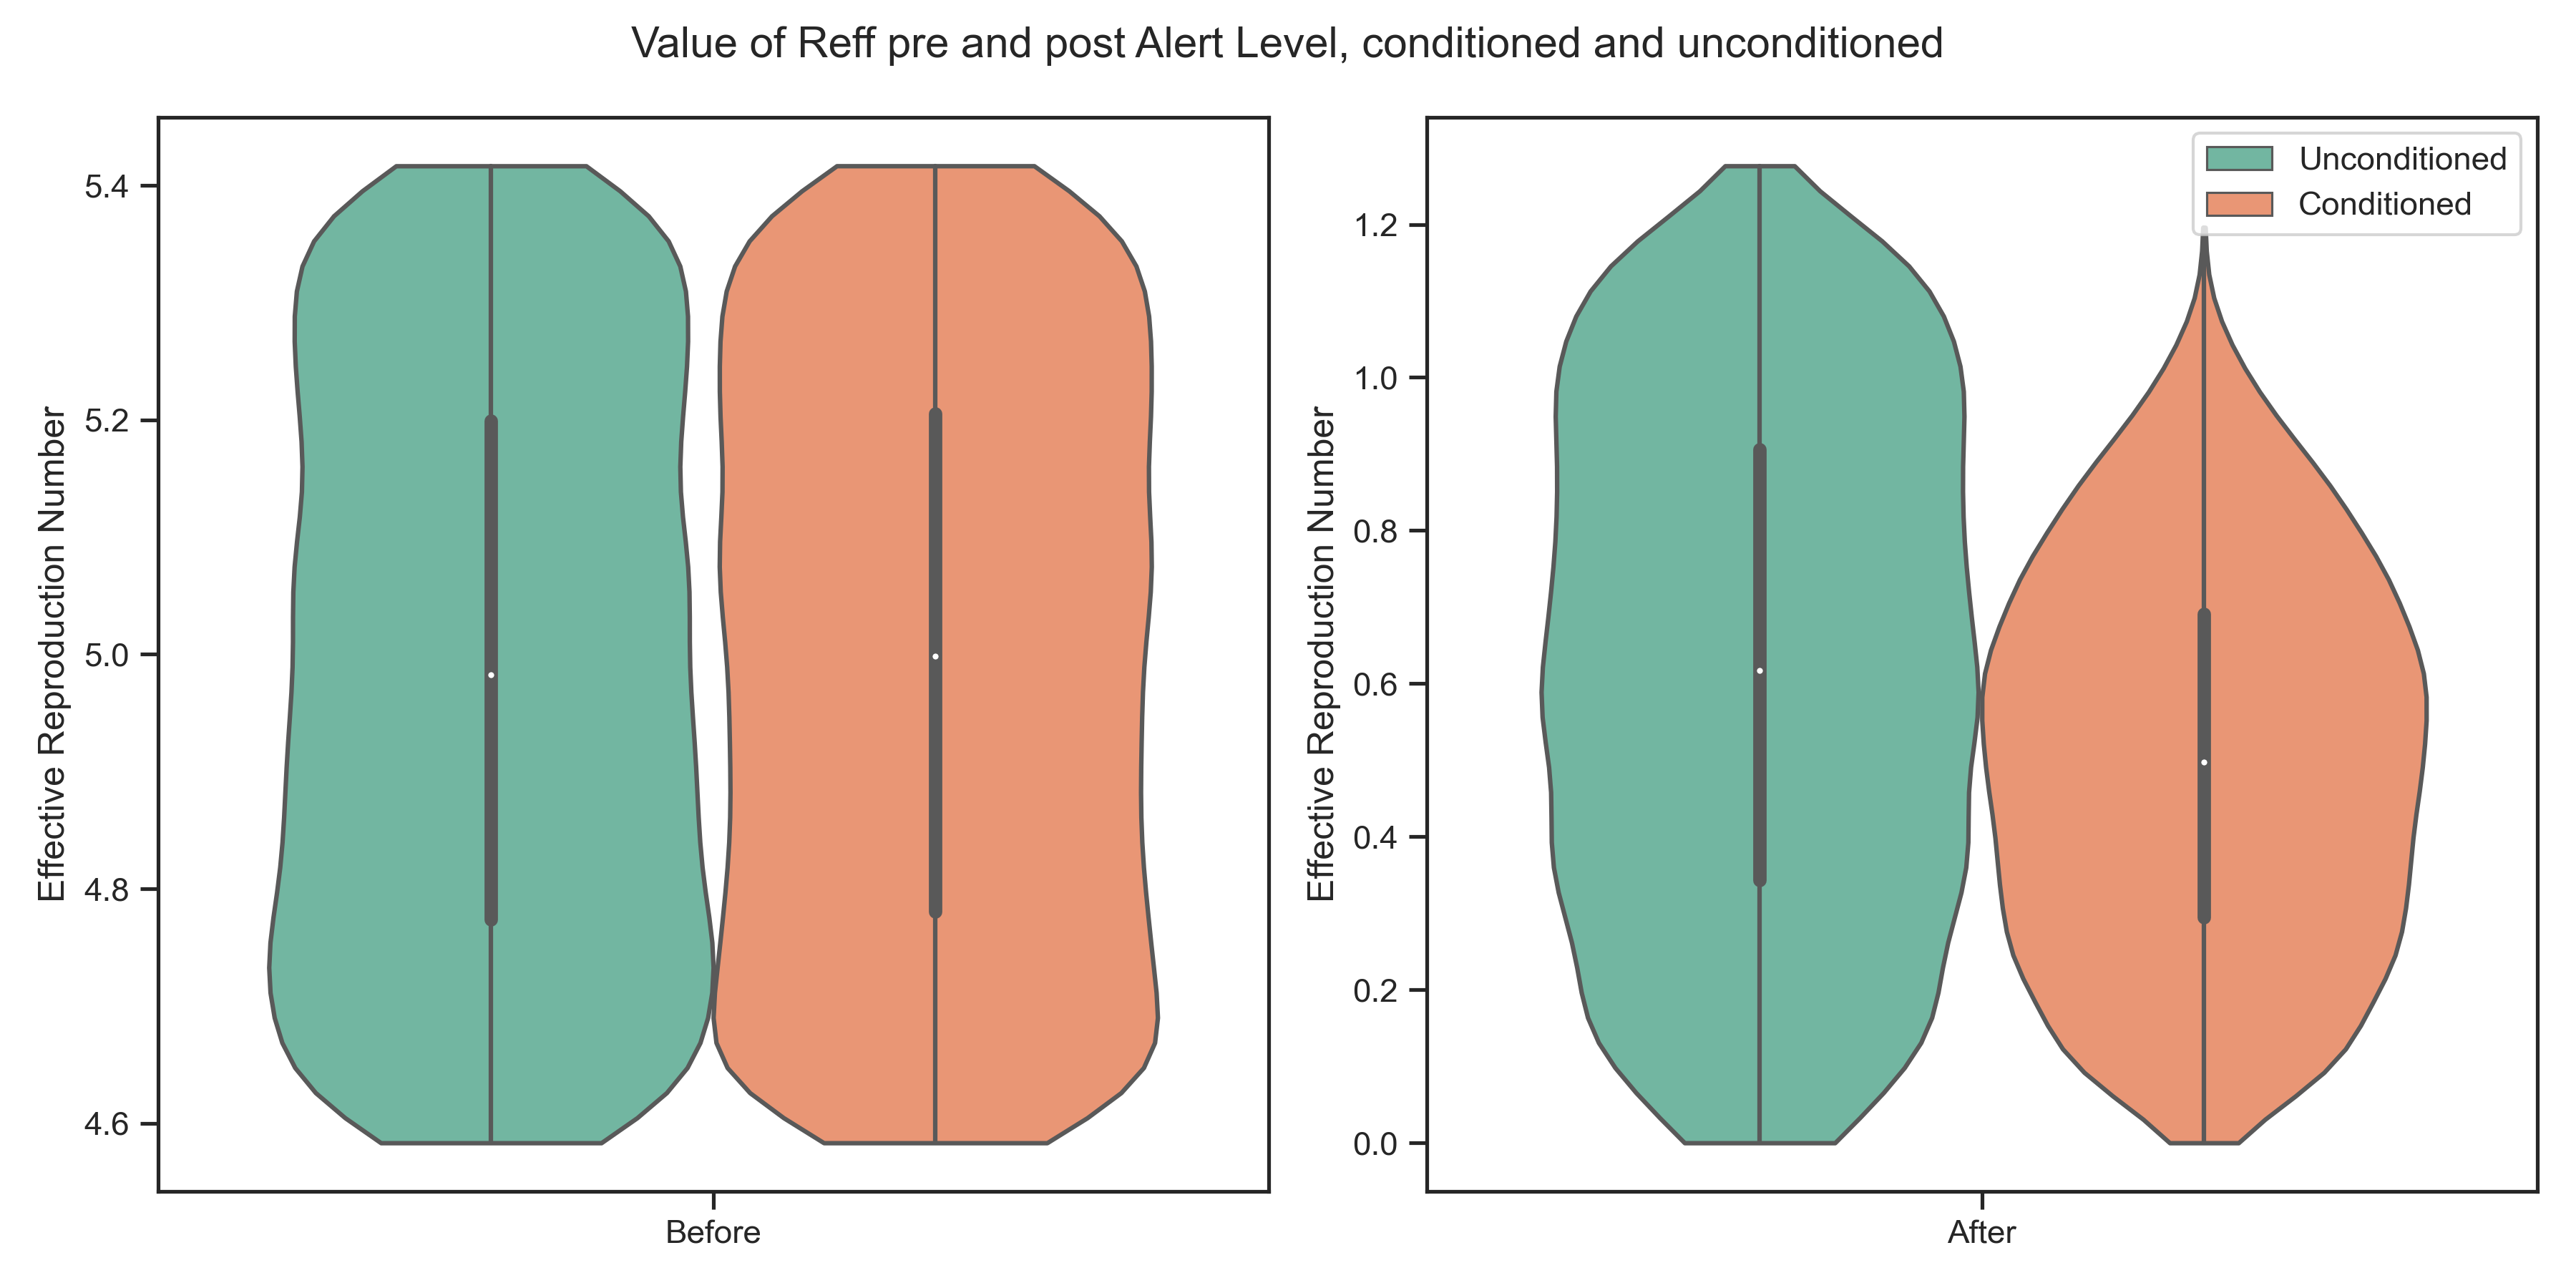 Value of Reff pre and post Alert Level, conditioned and unconditioned
Effective Reproduction Number
5.4
5.2
5.0
4.8
4.6
Before
Effective Reproduction Number
1.2
1.0
0.8
0.6
0.4
0.2
0.0
After
Unconditioned
Conditioned